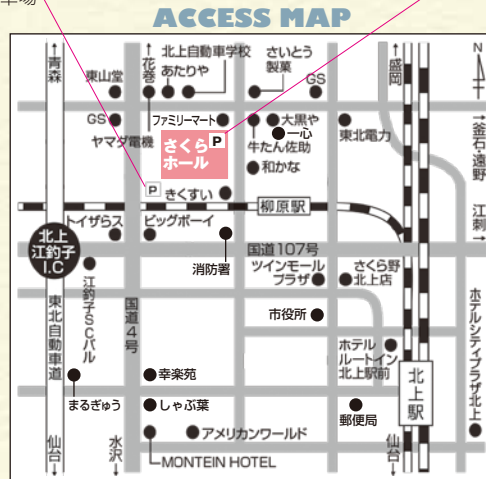 車場
ACCESS MAP
↑青森
↑花巻
北上自動車学校
さいとう
製菓
↑盛岡
N
東山堂
あたりや
GS
GS
ファミリーマート
大黒や
一心
東北電力
→釜石・遠野
ヤマダ電機
さくら
ホール
P
牛たん佐助
和かな
P
きくすい
柳原駅
江刺→
トイザらス
ビッグボーイ
北上
江釣子
I.C
消防署
国道107号
江釣子SCパル
ツインモール
プラザ
さくら野
北上店
東北自動車道
国道4号
市役所
ホテルシティプラザ北上
ホテル
ルートイン
北上駅前
北上駅
まるぎゅう
幸楽苑
しゃぶ葉
郵便局
アメリカンワールド
仙台↓
水沢↓
仙台↓
MONTEIN HOTEL